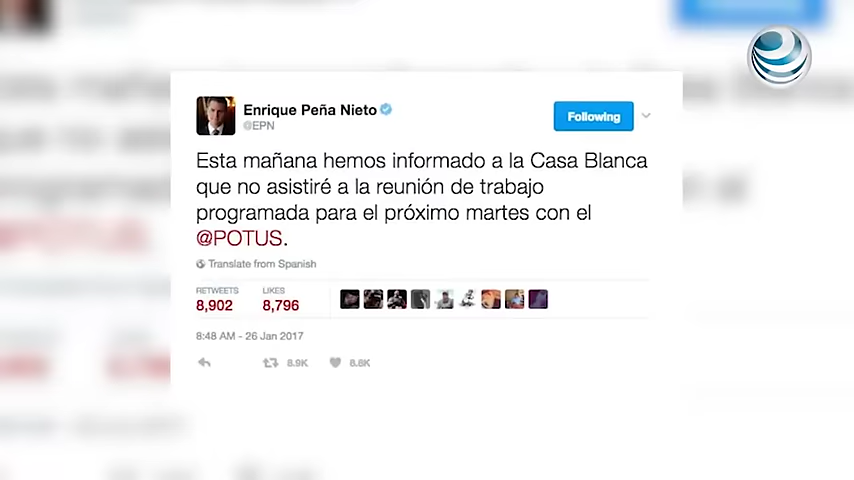 Enrique Peña Nieto
@EPN
Following
Esta mañana hemos informado a la Casa Blanca
que no asistiré a la reunión de trabajo
programada para el próximo martes con el
@POTUS.
Translate from Spanish
RETWEETS LIKES
8,902 8,796
8:48 AM - 26 Jan 2017
8.9K 8.8K